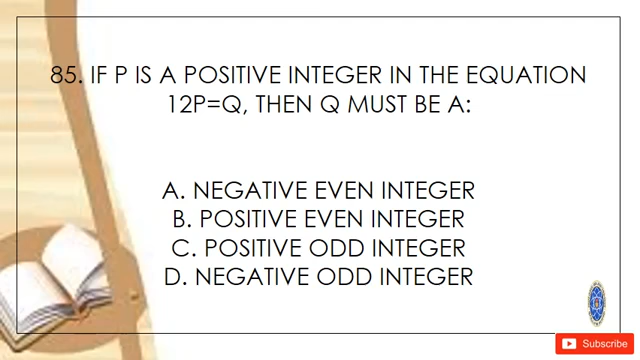 85. IF P IS A POSITIVE INTEGER IN THE EQUATION
12P=Q, THEN Q MUST BE A:
A. NEGATIVE EVEN INTEGER
B. POSITIVE EVEN INTEGER
C. POSITIVE ODD INTEGER
D. NEGATIVE ODD INTEGER
Subscribe